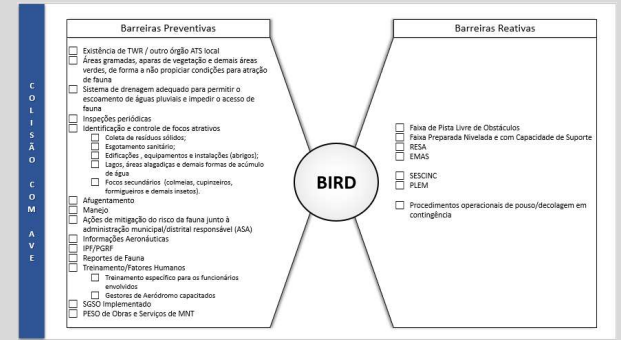 COLISÃO COM AVE
Barreiras Preventivas
Existência de TWR / outro órgão ATS local
Áreas gramadas, aparas de vegetação e demais áreas
verdes, de forma a não propiciar condições para atração
de fauna
Sistema de drenagem adequado para permitir o
escoamento de águas pluviais e impedir o acesso de
fauna
Inspeções periódicas
Identificação e controle de focos atrativos
Coleta de resíduos sólidos;
Esgotamento sanitário;
Edificações , equipamentos e instalações (abrigos);
Lagos, áreas alagadiças e demais formas de acúmulo
de água
Focos secundários (colmeias, cupinzeiros,
formigueiros e demais insetos).
Afugentamento
Manejo
Ações de mitigação do risco da fauna junto à
administração municipal/distrital responsável (ASA)
Informações Aeronáuticas
IPF/PGRF
Reportes de Fauna
Treinamento/Fatores Humanos
Treinamento específico para os funcionários
envolvidos
Gestores de Aeródromo capacitados
SGSO Implementado
PESO de Obras e Serviços de MNT
BIRD
Barreiras Reativas
Faixa de Pista Livre de Obstáculos
Faixa Preparada Nivelada e com Capacidade de Suporte
RESA
EMAS
SESCINC
PLEM
Procedimentos operacionais de pouso/decolagem em
contingência